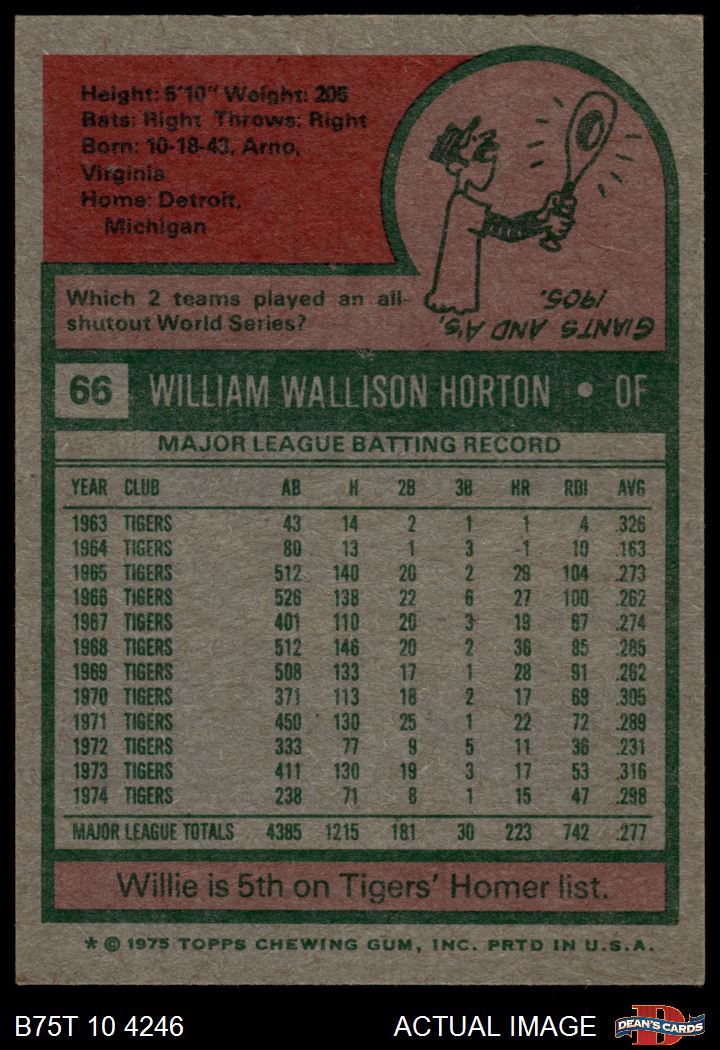 Height: 5'10" Weight: 205
Bats: Right Throws: Right
Born: 10-18-43, Arno,
Virginia
Home: Detroit,
Michigan
Which 2 teams played an all-
shutout World Series?
GIANTS AND A'S,
1905.
66 WILLIAM WALLISON HORTON • OF
MAJOR LEAGUE BATTING RECORD
YEAR CLUB AB H 2B 3B HR RBI AVG
1963 TIGERS 43 14 2 1 1 4 .326
1964 TIGERS 80 13 1 3 1 10 .163
1965 TIGERS 512 140 20 2 29 104 .273
1966 TIGERS 526 138 22 6 27 100 .262
1967 TIGERS 401 110 20 3 19 67 .274
1968 TIGERS 512 146 20 2 36 85 .285
1969 TIGERS 508 133 17 1 28 91 .262
1970 TIGERS 371 113 18 2 17 69 .305
1971 TIGERS 450 130 25 1 22 72 .289
1972 TIGERS 333 77 9 5 11 36 .231
1973 TIGERS 411 130 19 3 17 53 .316
1974 TIGERS 238 71 8 1 15 47 .298
MAJOR LEAGUE TOTALS 4385 1215 181 30 223 742 .277
Willie is 5th on Tigers' Homer list.
* © 1975 TOPPS CHEWING GUM, INC. PRTD IN U.S.A.
B75T 10 4246 ACTUAL IMAGE
DEAN'S CARDS